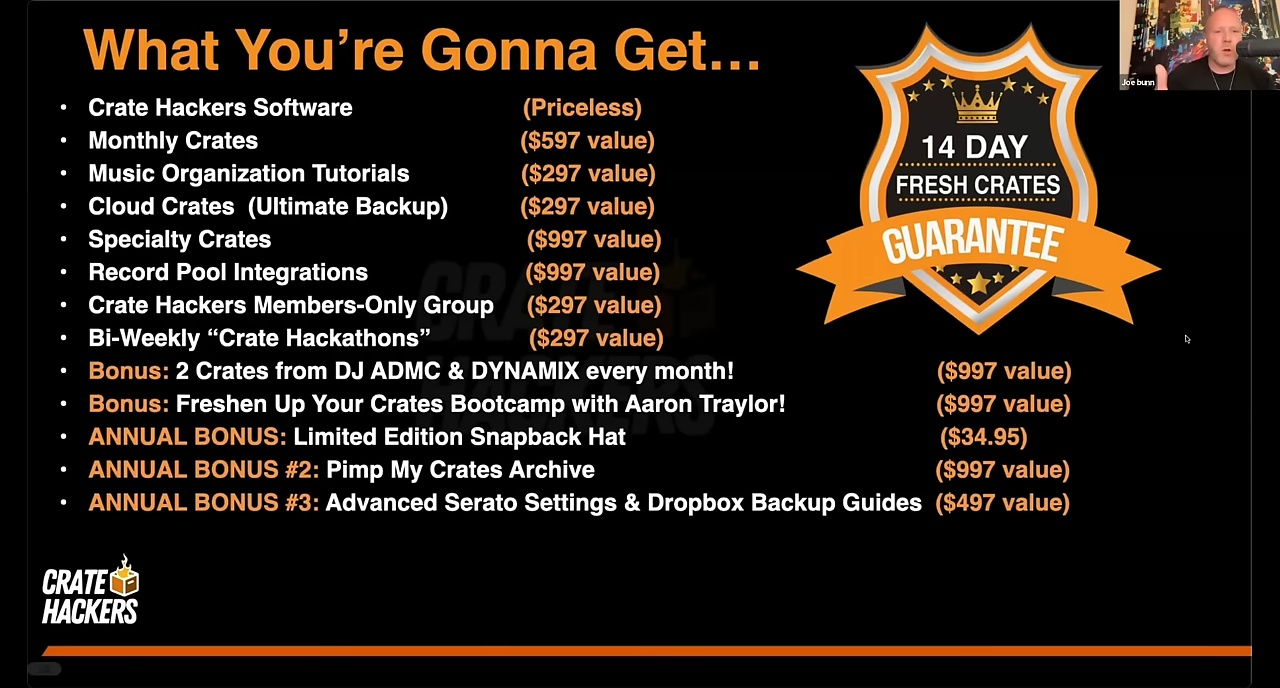 What You’re Gonna Get…
• Crate Hackers Software (Priceless)
• Monthly Crates ($597 value)
• Music Organization Tutorials ($297 value)
• Cloud Crates (Ultimate Backup) ($297 value)
• Specialty Crates ($997 value)
• Record Pool Integrations ($997 value)
• Crate Hackers Members-Only Group ($297 value)
• Bi-Weekly “Crate Hackathons” ($297 value)
• Bonus: 2 Crates from DJ ADMC & DYNAMIX every month! ($997 value)
• Bonus: Freshen Up Your Crates Bootcamp with Aaron Traylor! ($997 value)
• ANNUAL BONUS: Limited Edition Snapback Hat ($34.95)
• ANNUAL BONUS #2: Pimp My Crates Archive ($997 value)
• ANNUAL BONUS #3: Advanced Serato Settings & Dropbox Backup Guides ($497 value)
14 DAY
FRESH CRATES
GUARANTEE
Joe bunn
CRATE
HACKERS
CRATE
HACKERS